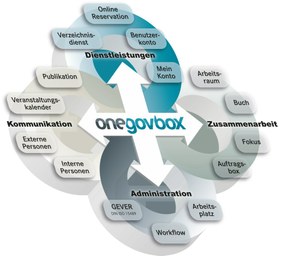 Online
Reservation
Verzeichnis-
dienst
Benutzer-
konto
Dienstleistungen
Mein
Konto
Publikation
Arbeits-
raum
Veranstaltungs-
kalender
Buch
Kommunikation
onegovbox
Zusammenarbeit
Externe
Personen
Fokus
Interne
Personen
Auftrags-
box
Administration
GEVER
Arbeits-
platz
Workflow